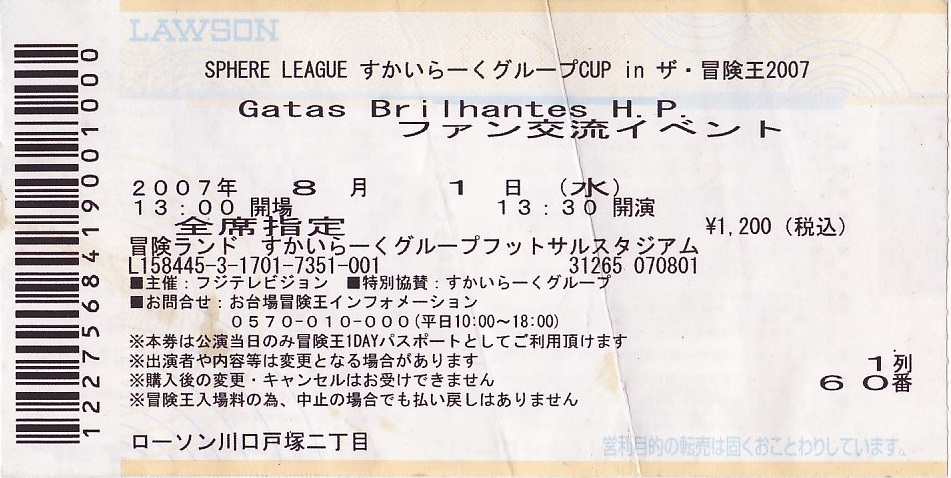 LAWSON
SPHERE LEAGUE すかいらーくグループCUP in ザ・冒険王2007
Gatas Brilhantes H.P.
ファン交流イベント
2007年 8月 1日 (水)
13:00 開場 13:30 開演
全席指定 ¥1,200 (税込)
冒険ランド すかいらーくグループフットサルスタジアム
L158445-3-1701-7351-001 31265 070801
■主催：フジテレビジョン ■特別協賛：すかいらーくグループ
■お問合せ：お台場冒険王インフォメーション
0570-010-000(平日10:00～18:00)
※本券は公演当日のみ冒険王1DAYパスポートとしてご利用頂けます
※出演者や内容等は変更となる場合があります
※購入後の変更・キャンセルはお受けできません
※冒険王入場料の為、中止の場合でも払い戻しはありません
1列
60番
ローソン川口戸塚二丁目
営利目的の転売は固くおことわりしています。
1227568419001000